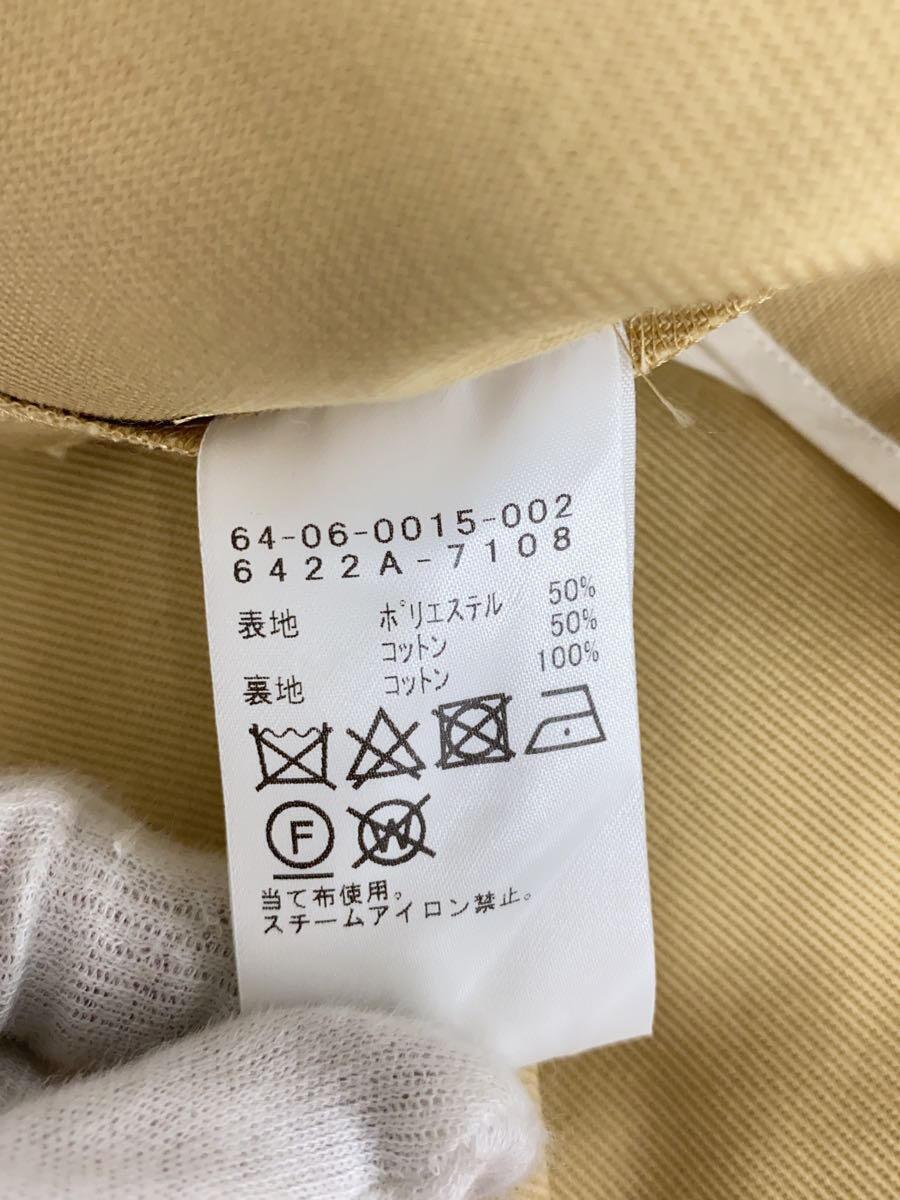 64-06-0015-002
6422A-7108
表地 ポリエステル 50%
コットン 50%
裏地 コットン 100%
F W
当て布使用。
スチームアイロン禁止。